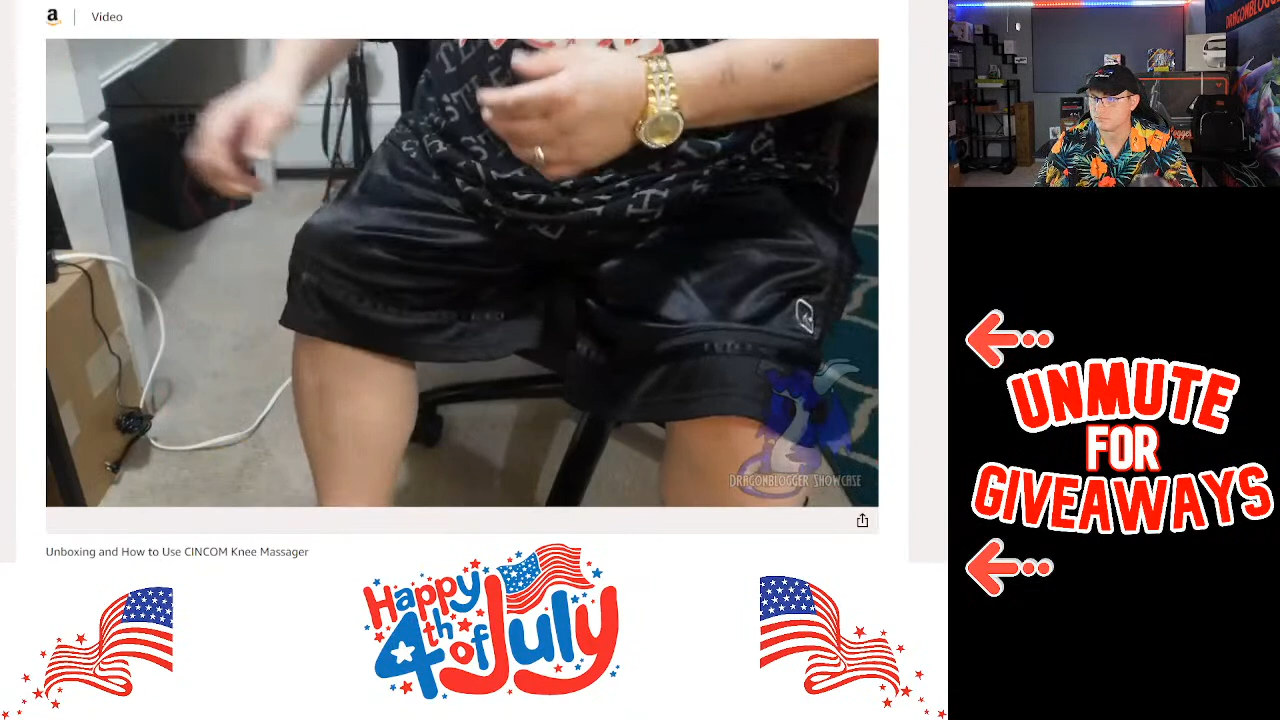 a
Video
DRAGONBLOGGER SHOWCASE
Unboxing and How to Use CINCOM Knee Massager
Happy
4th
of July
UNMUTE
FOR
GIVEAWAYS